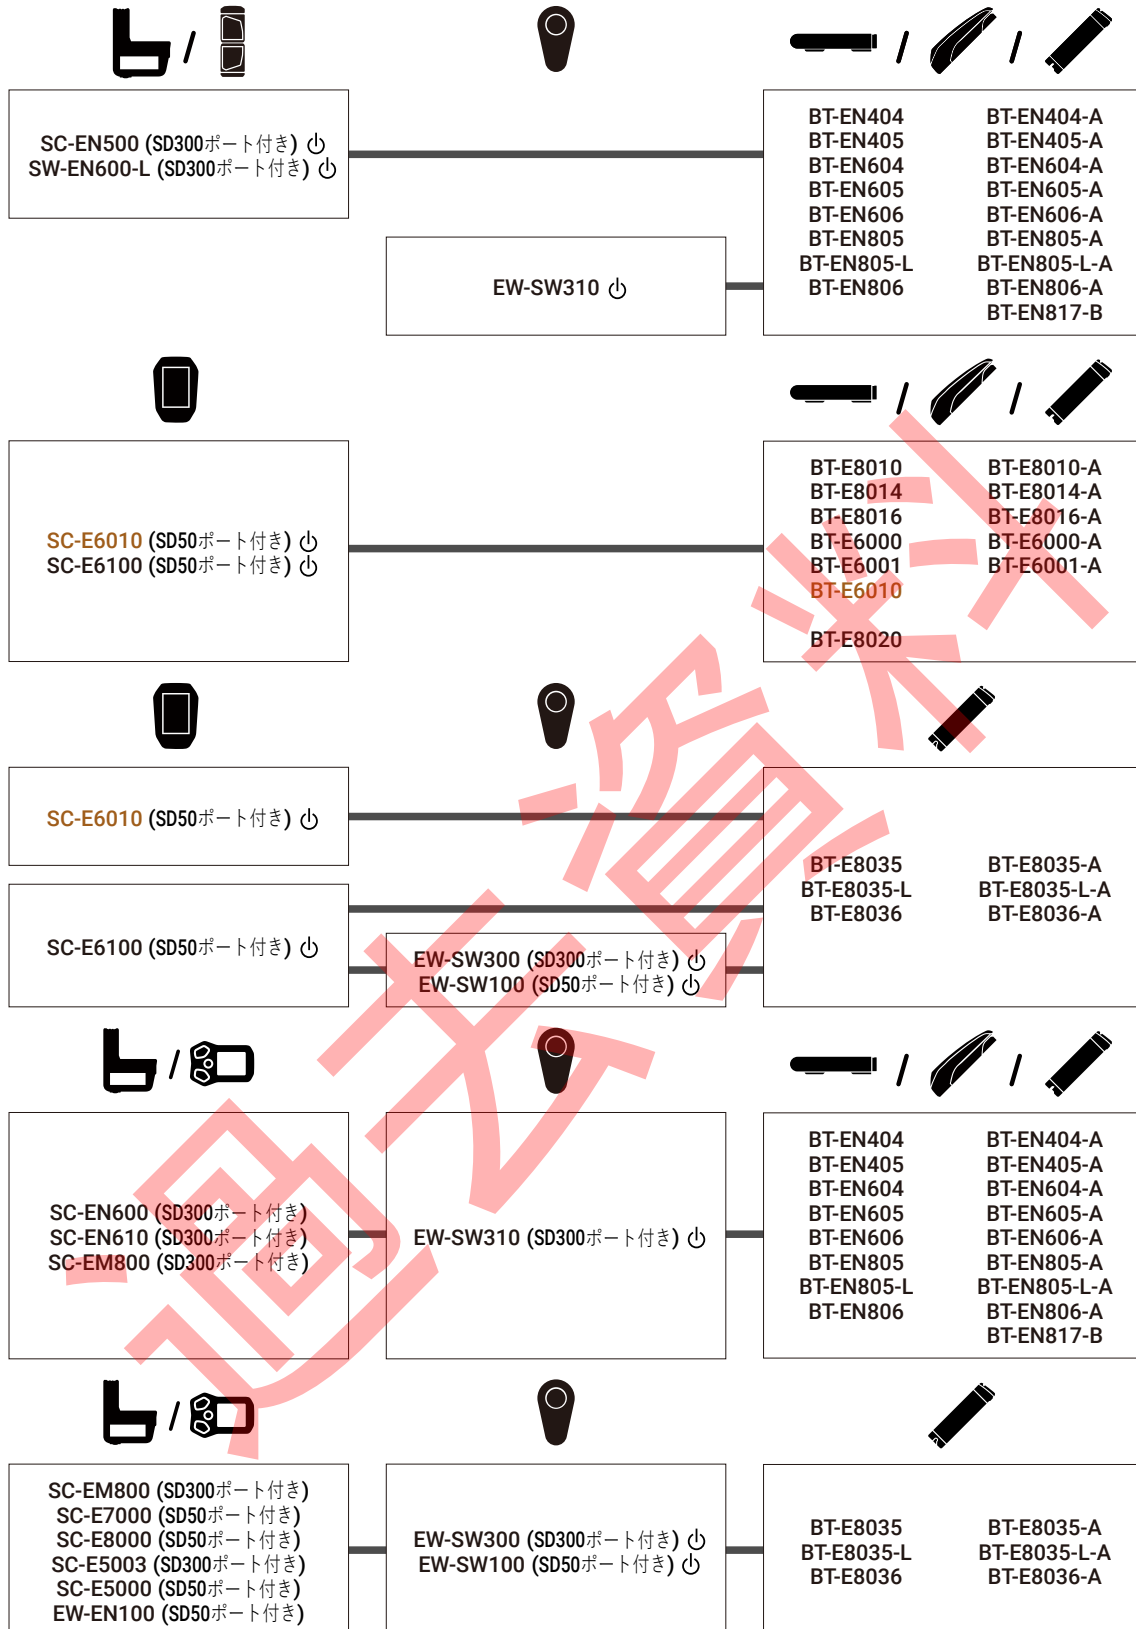 SC-EN500 (SD300ポート付き)
SW-EN600-L (SD300ポート付き)
EW-SW310
BT-EN404 BT-EN404-A
BT-EN405 BT-EN405-A
BT-EN604 BT-EN604-A
BT-EN605 BT-EN605-A
BT-EN606 BT-EN606-A
BT-EN805 BT-EN805-A
BT-EN805-L BT-EN805-L-A
BT-EN806 BT-EN806-A
BT-EN817-B
SC-E6010 (SD50ポート付き)
SC-E6100 (SD50ポート付き)
BT-E8010 BT-E8010-A
BT-E8014 BT-E8014-A
BT-E8016 BT-E8016-A
BT-E6000 BT-E6000-A
BT-E6001 BT-E6001-A
BT-E6010
BT-E8020
SC-E6010 (SD50ポート付き)
SC-E6100 (SD50ポート付き)
EW-SW300 (SD300ポート付き)
EW-SW100 (SD50ポート付き)
BT-E8035 BT-E8035-A
BT-E8035-L BT-E8035-L-A
BT-E8036 BT-E8036-A
SC-EN600 (SD300ポート付き)
SC-EN610 (SD300ポート付き)
SC-EM800 (SD300ポート付き)
EW-SW310 (SD300ポート付き)
BT-EN404 BT-EN404-A
BT-EN405 BT-EN405-A
BT-EN604 BT-EN604-A
BT-EN605 BT-EN605-A
BT-EN606 BT-EN606-A
BT-EN805 BT-EN805-A
BT-EN805-L BT-EN805-L-A
BT-EN806 BT-EN806-A
BT-EN817-B
SC-EM800 (SD300ポート付き)
SC-E7000 (SD50ポート付き)
SC-E8000 (SD50ポート付き)
SC-E5003 (SD300ポート付き)
SC-E5000 (SD50ポート付き)
EW-EN100 (SD50ポート付き)
EW-SW300 (SD300ポート付き)
EW-SW100 (SD50ポート付き)
BT-E8035 BT-E8035-A
BT-E8035-L BT-E8035-L-A
BT-E8036 BT-E8036-A
過去資料